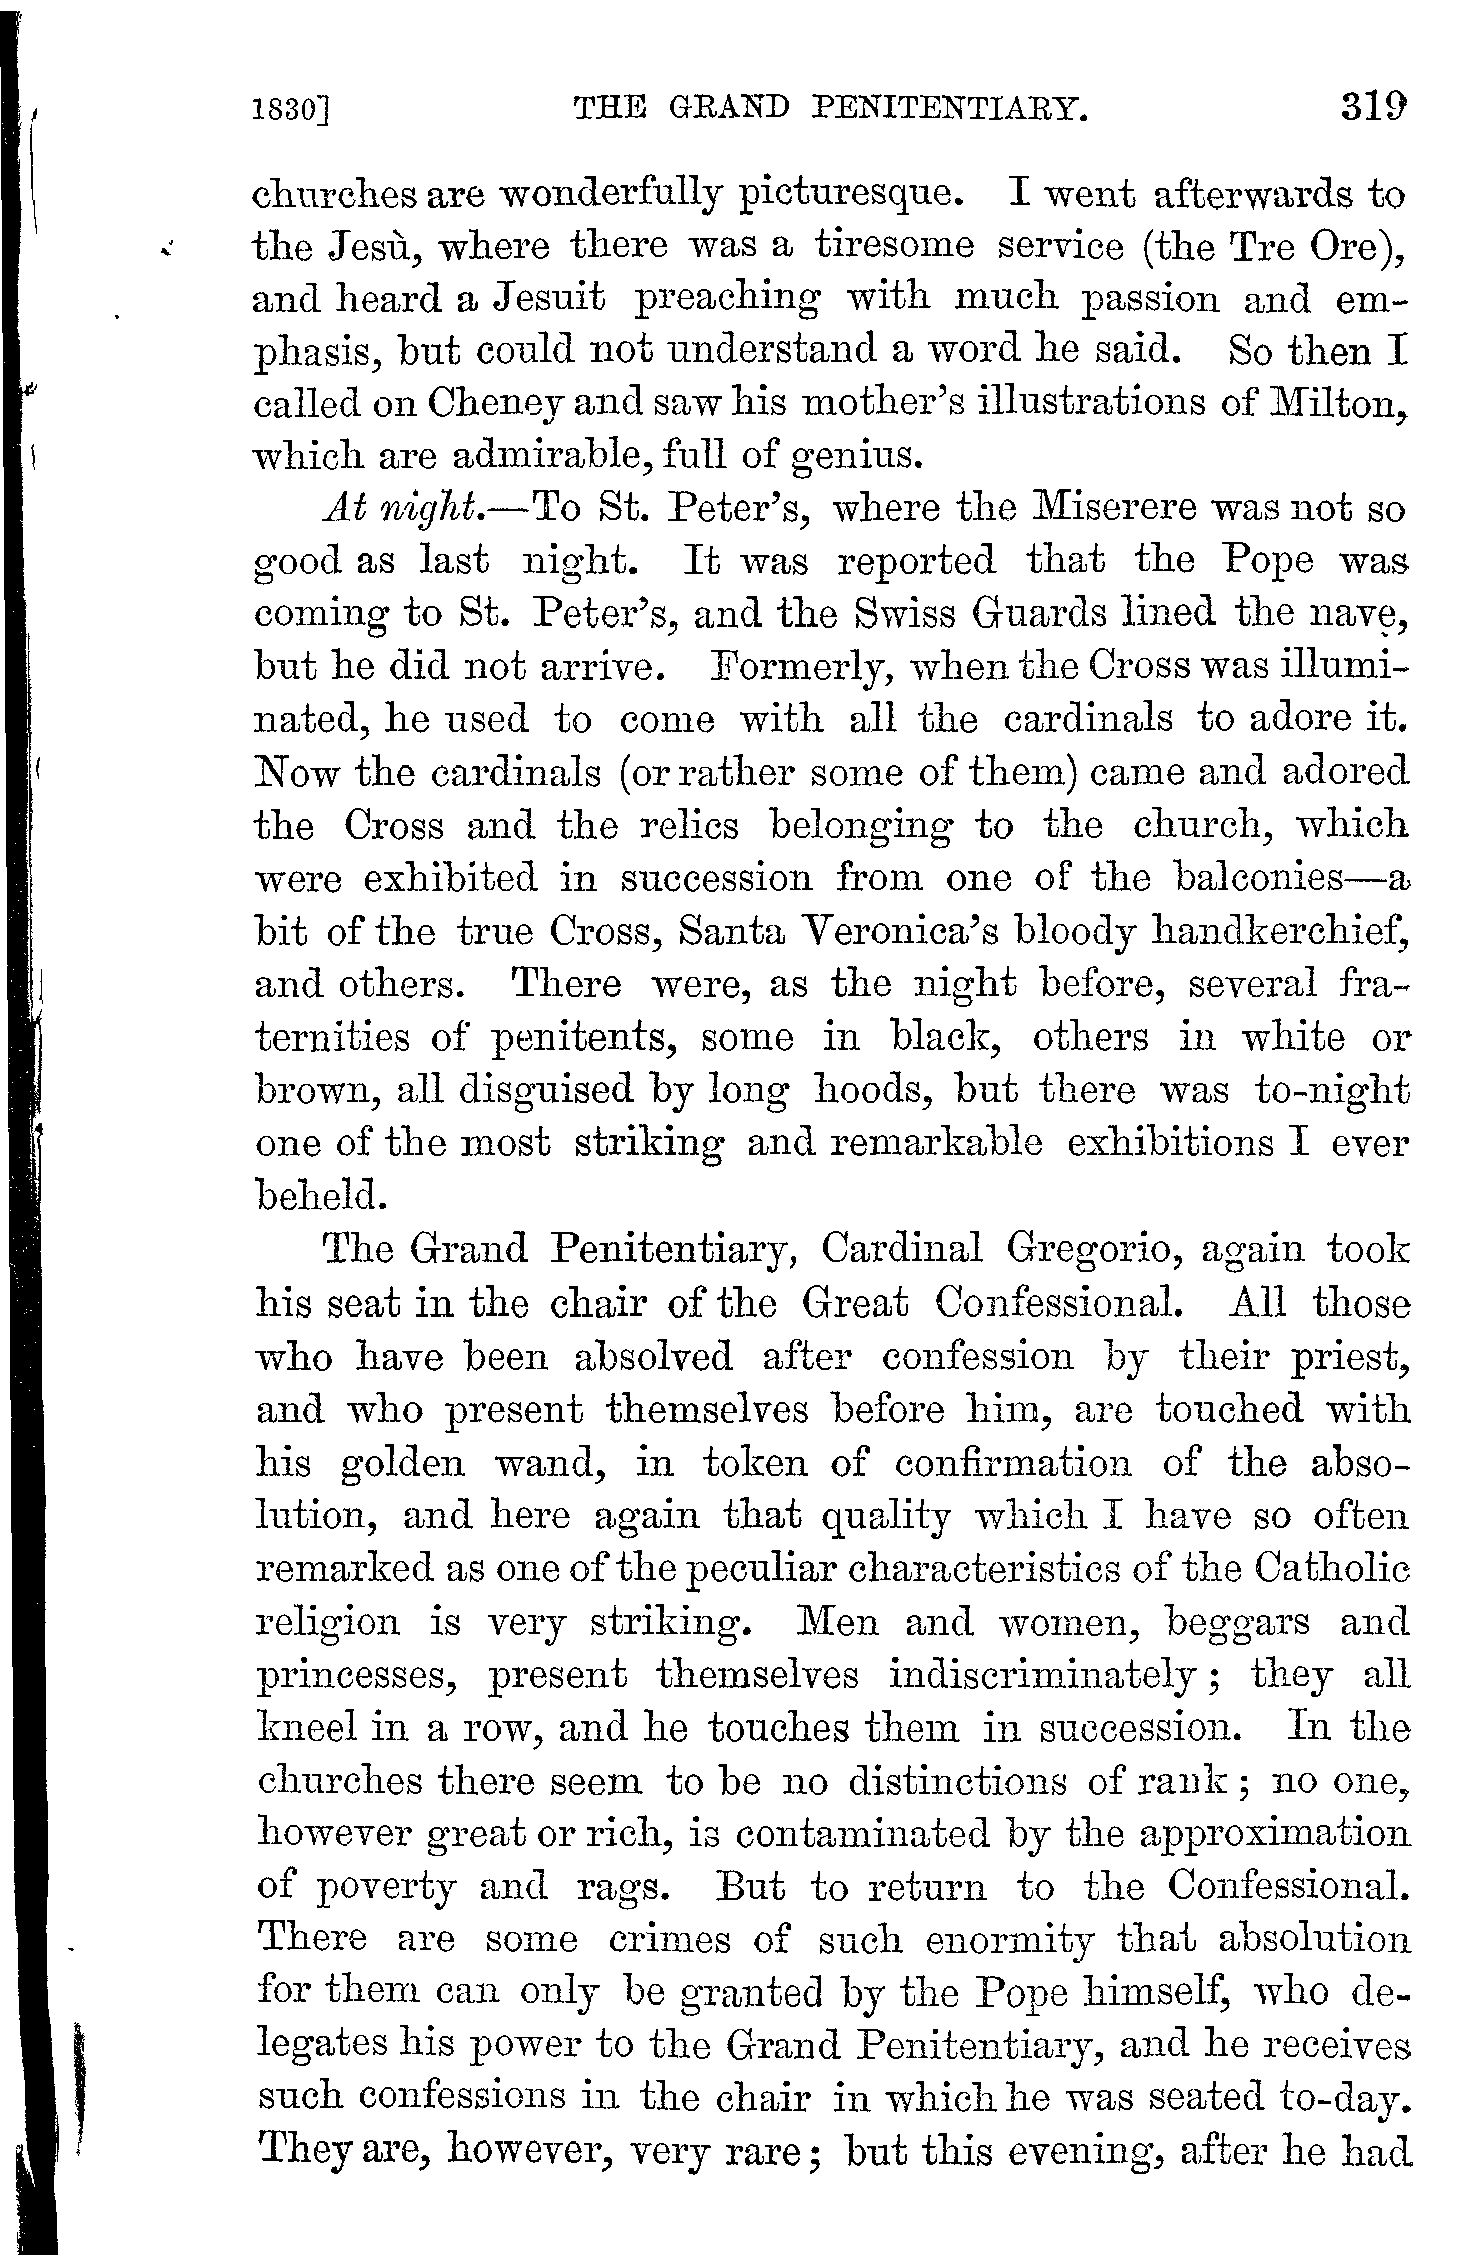 1830] THE GRAND PENITENTIARY. 319
churches are wonderfully picturesque. I went afterwards to
the Jesù, where there was a tiresome service (the Tre Ore),
and heard a Jesuit preaching with much passion and em-
phasis, but could not understand a word he said. So then I
called on Cheney and saw his mother's illustrations of Milton,
which are admirable, full of genius.
At night.—To St. Peter's, where the Miserere was not so
good as last night. It was reported that the Pope was
coming to St. Peter's, and the Swiss Guards lined the nave,
but he did not arrive. Formerly, when the Cross was illumi-
nated, he used to come with all the cardinals to adore it.
Now the cardinals (or rather some of them) came and adored
the Cross and the relics belonging to the church, which
were exhibited in succession from one of the balconies—a
bit of the true Cross, Santa Veronica's bloody handkerchief,
and others. There were, as the night before, several fra-
ternities of penitents, some in black, others in white or
brown, all disguised by long hoods, but there was to-night
one of the most striking and remarkable exhibitions I ever
beheld.
The Grand Penitentiary, Cardinal Gregorio, again took
his seat in the chair of the Great Confessional. All those
who have been absolved after confession by their priest,
and who present themselves before him, are touched with
his golden wand, in token of confirmation of the abso-
lution, and here again that quality which I have so often
remarked as one of the peculiar characteristics of the Catholic
religion is very striking. Men and women, beggars and
princesses, present themselves indiscriminately; they all
kneel in a row, and he touches them in succession. In the
churches there seem to be no distinctions of rank; no one,
however great or rich, is contaminated by the approximation
of poverty and rags. But to return to the Confessional.
There are some crimes of such enormity that absolution
for them can only be granted by the Pope himself, who de-
legates his power to the Grand Penitentiary, and he receives
such confessions in the chair in which he was seated to-day.
They are, however, very rare; but this evening, after he had